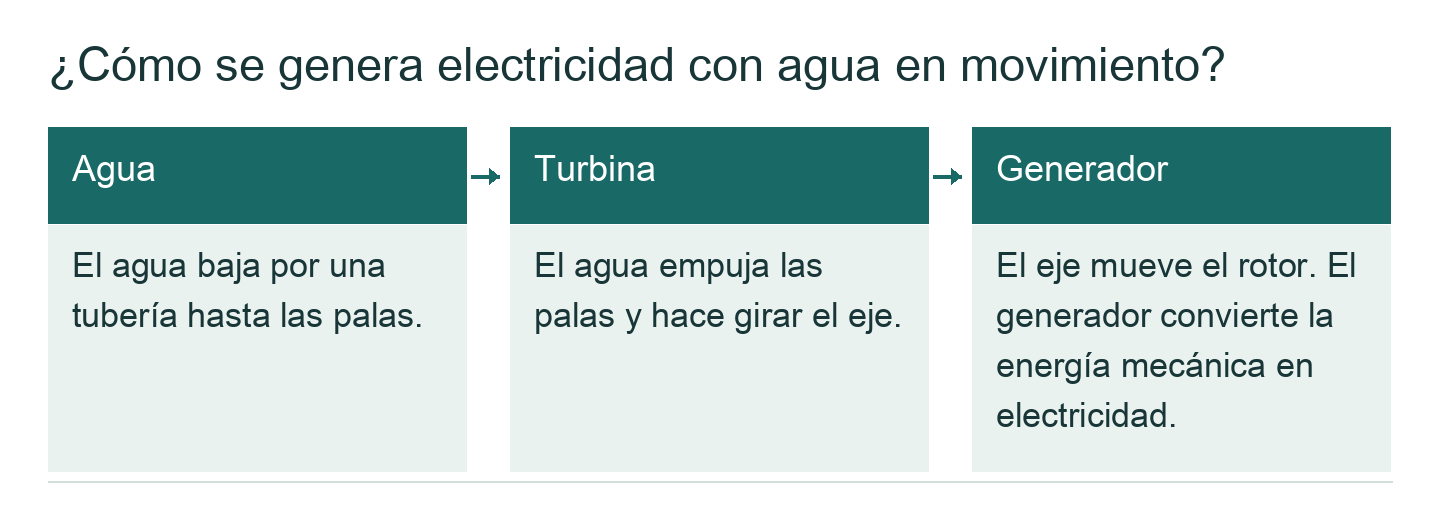 ¿Cómo se genera electricidad con agua en movimiento?
Agua
El agua baja por una
tubería hasta las palas.
Turbina
El agua empuja las
palas y hace girar el eje.
Generador
El eje mueve el rotor. El
generador convierte la
energía mecánica en
electricidad.